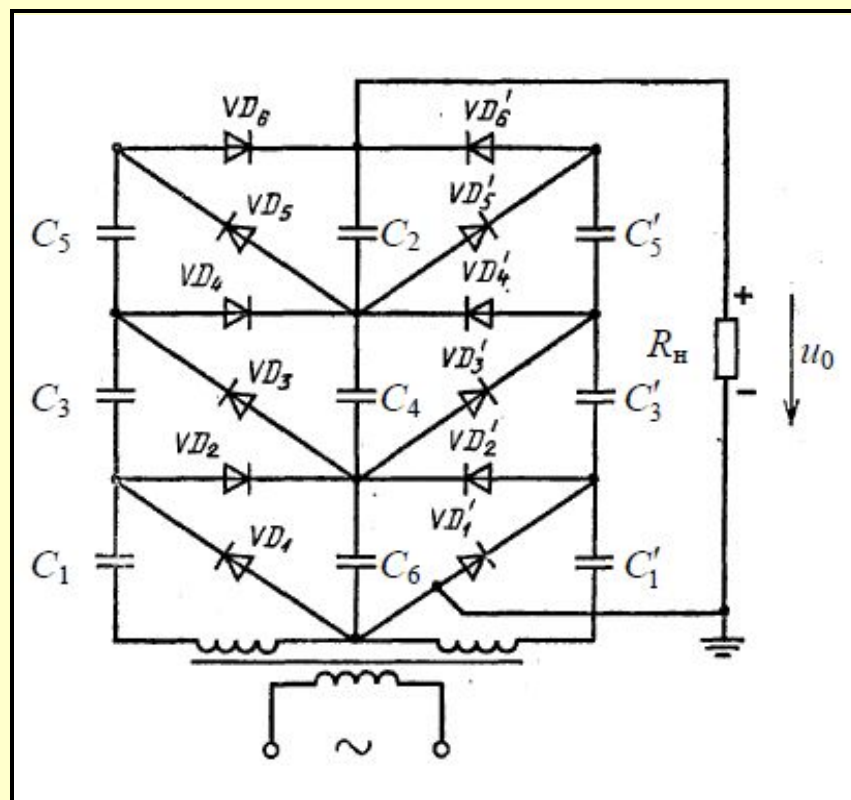 VD₆ VD₆'
C₅ VD₅ C₂ VD₅' C₅'
VD₄ VD₄'
+
Rн u₀
-
C₃ VD₃ C₄ VD₃' C₃'
VD₂ VD₂'
C₁ VD₁ C₆ VD₁' C₁'
~